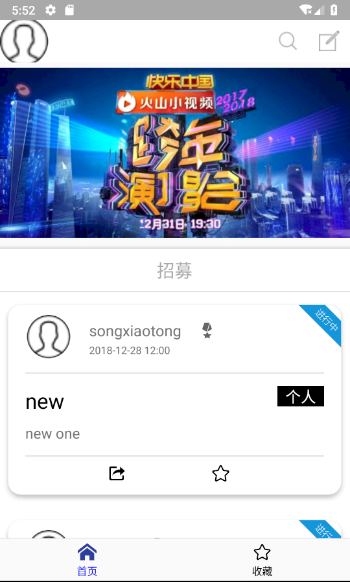 5:52
快乐中国
火山小视频
2017
2018
跨年
演唱会
12月31日 19:30
招募
进行中
songxiaotong
2018-12-28 12:00
new
个人
new one
进行
首页
收藏